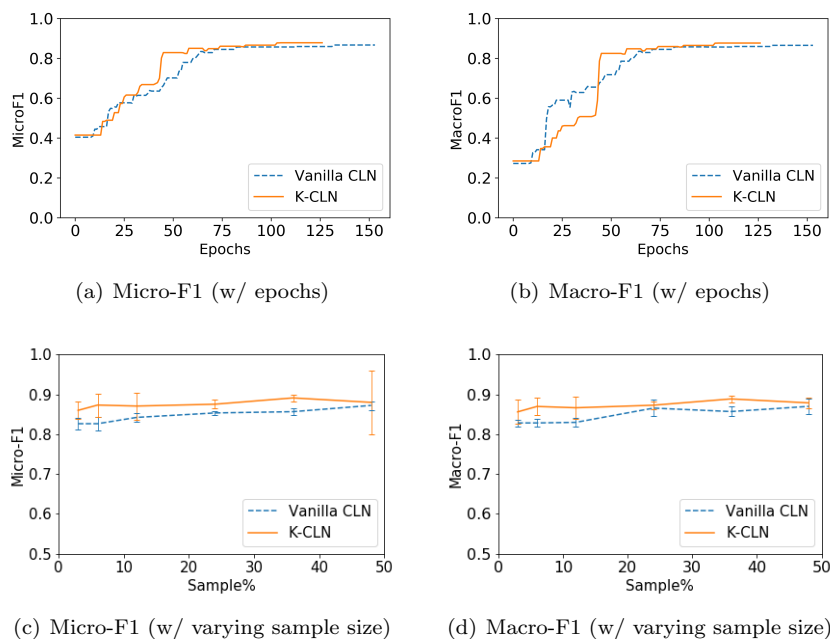 1.0
0.8
0.6
0.4
0.2
0.0
MicroF1
Vanilla CLN
K-CLN
0 25 50 75 100 125 150
Epochs
(a) Micro-F1 (w/ epochs)
1.0
0.8
0.6
0.4
0.2
0.0
MacroF1
Vanilla CLN
K-CLN
0 25 50 75 100 125 150
Epochs
(b) Macro-F1 (w/ epochs)
1.0
0.9
0.8
0.7
0.6
0.5
Micro-F1
Vanilla CLN
K-CLN
0 10 20 30 40 50
Sample%
(c) Micro-F1 (w/ varying sample size)
1.0
0.9
0.8
0.7
0.6
0.5
Macro-F1
Vanilla CLN
K-CLN
0 10 20 30 40 50
Sample%
(d) Macro-F1 (w/ varying sample size)